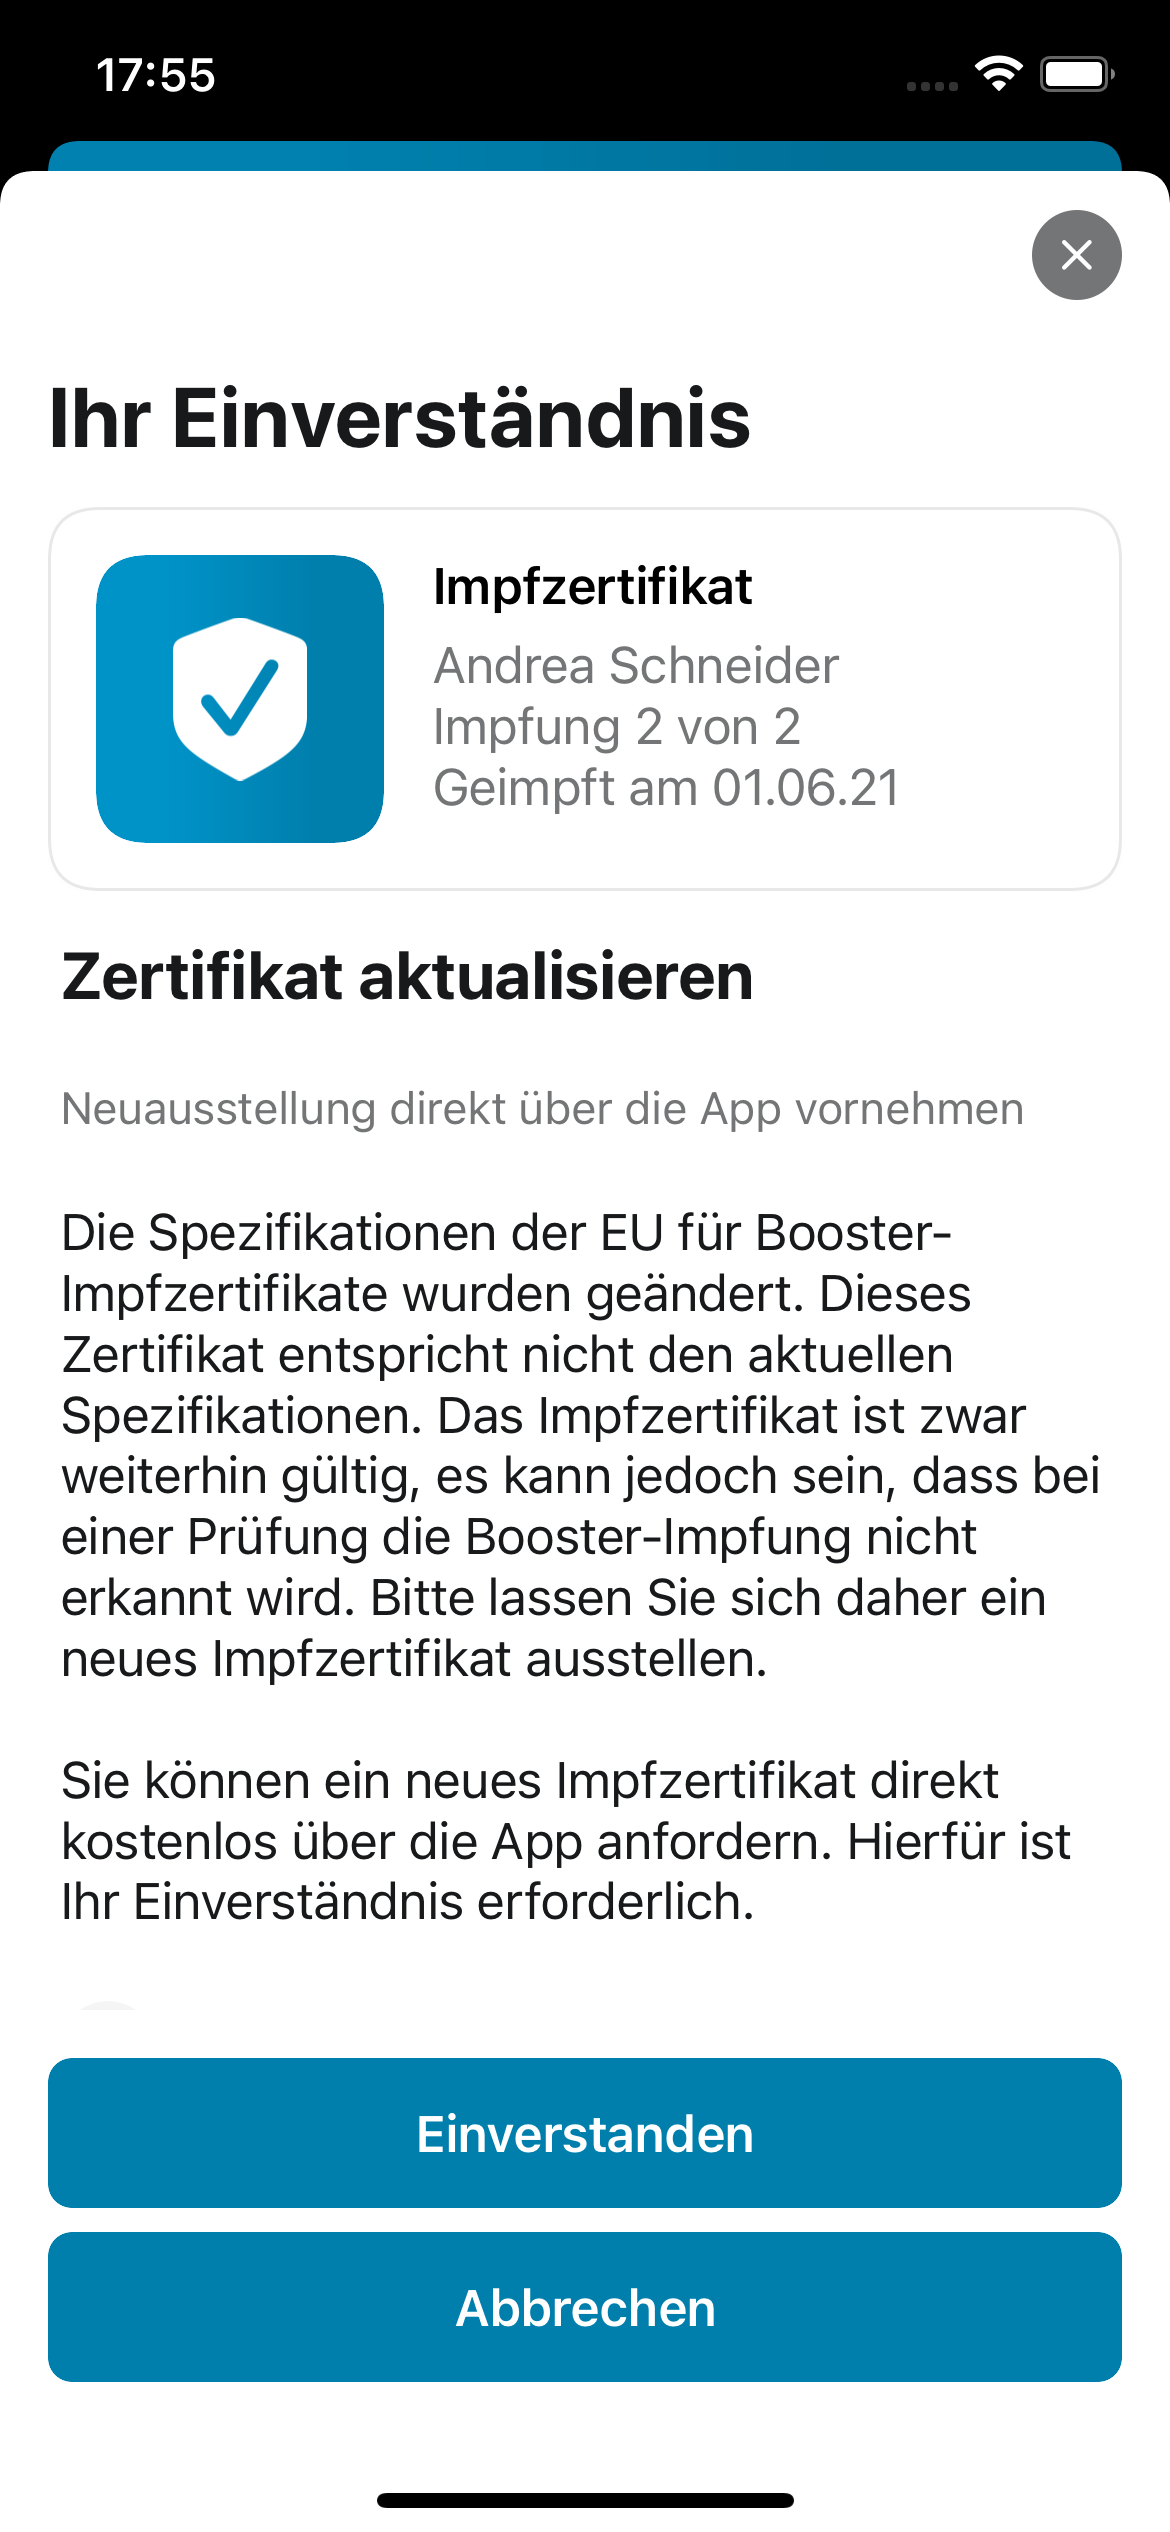 17:55
Ihr Einverständnis
Impfzertifikat
Andrea Schneider
Impfung 2 von 2
Geimpft am 01.06.21
Zertifikat aktualisieren
Neuausstellung direkt über die App vornehmen
Die Spezifikationen der EU für Booster-
Impfzertifikate wurden geändert. Dieses
Zertifikat entspricht nicht den aktuellen
Spezifikationen. Das Impfzertifikat ist zwar
weiterhin gültig, es kann jedoch sein, dass bei
einer Prüfung die Booster-Impfung nicht
erkannt wird. Bitte lassen Sie sich daher ein
neues Impfzertifikat ausstellen.
Sie können ein neues Impfzertifikat direkt
kostenlos über die App anfordern. Hierfür ist
Ihr Einverständnis erforderlich.
Einverstanden
Abbrechen